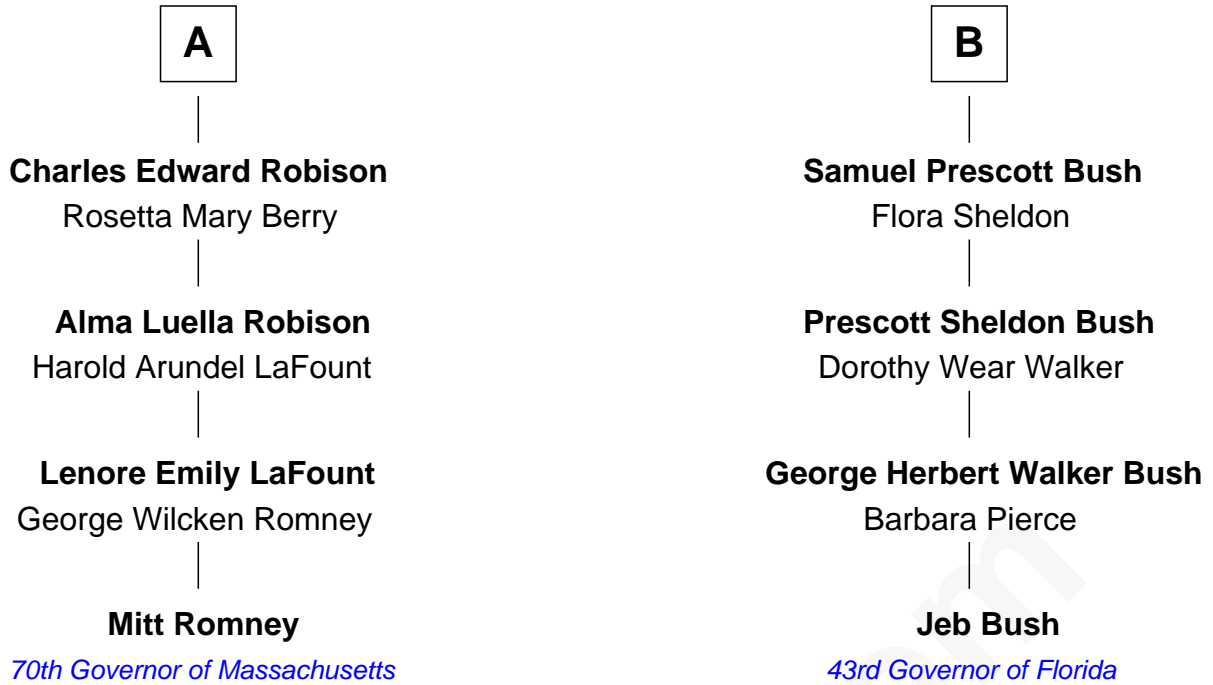 A
B
Charles Edward Robison
Rosetta Mary Berry
Samuel Prescott Bush
Flora Sheldon
Alma Luella Robison
Harold Arundel LaFount
Prescott Sheldon Bush
Dorothy Wear Walker
Lenore Emily LaFount
George Wilcken Romney
George Herbert Walker Bush
Barbara Pierce
Mitt Romney
70th Governor of Massachusetts
Jeb Bush
43rd Governor of Florida